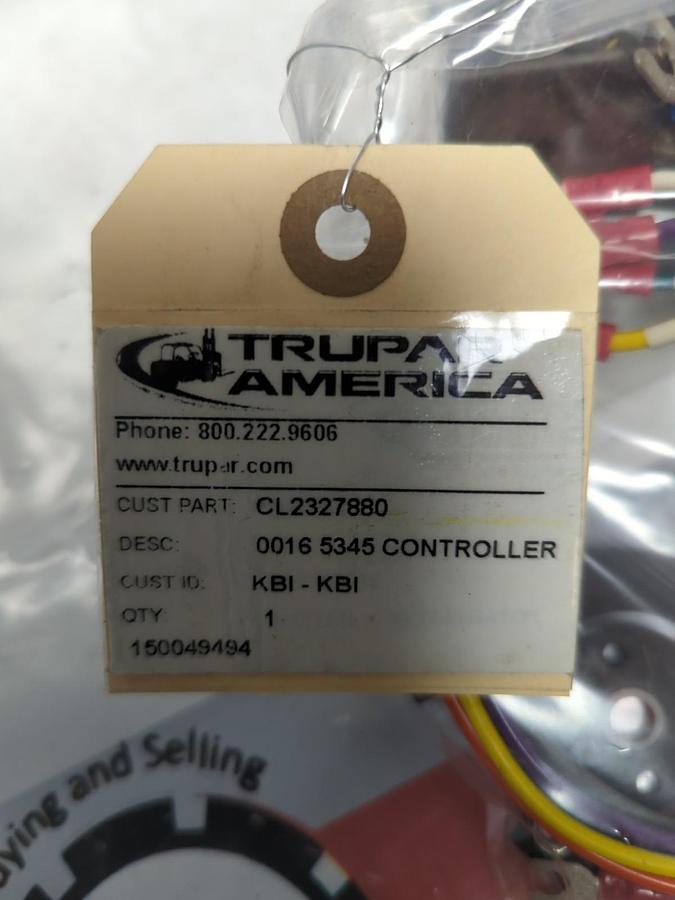 TRUPAR
AMERICA
Phone: 800.222.9606
www.trupar.com
CUST PART: CL2327880
DESC: 0016 5345 CONTROLLER
CUST ID: KBI - KBI
QTY 1
150049494
and Selling